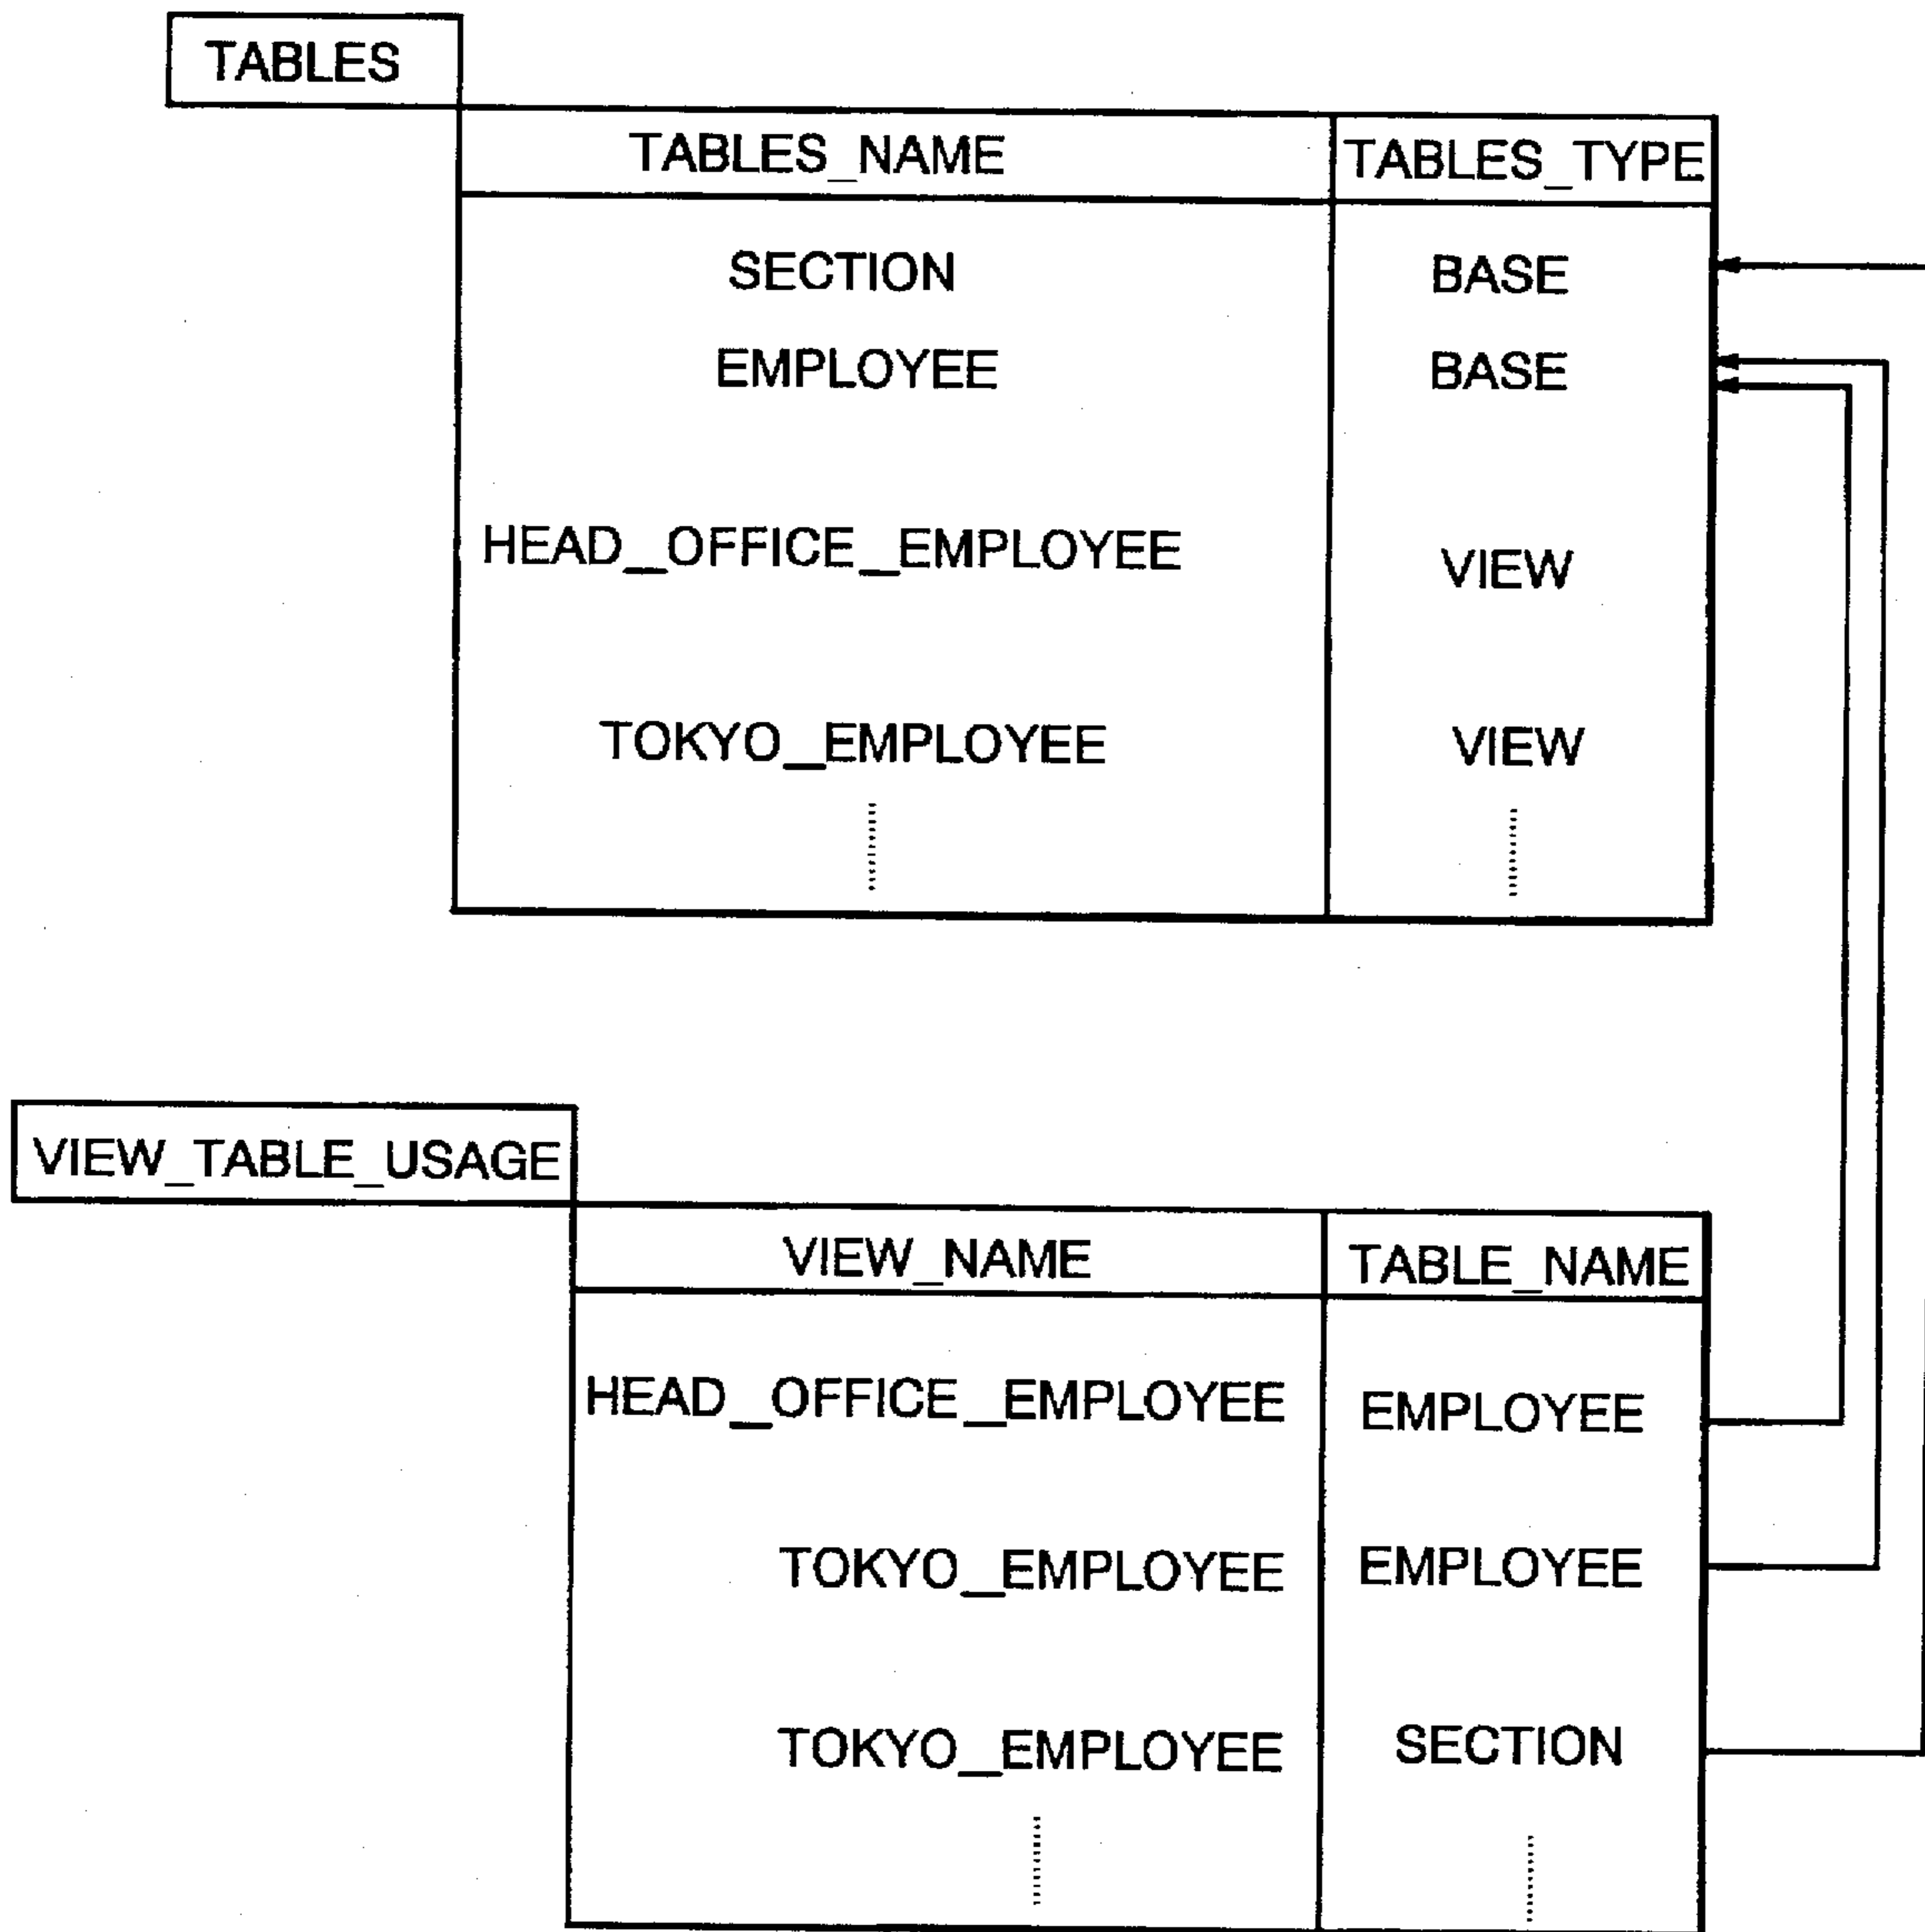 TABLES
TABLES_NAME TABLES_TYPE
SECTION BASE
EMPLOYEE BASE
HEAD_OFFICE_EMPLOYEE VIEW
TOKYO_EMPLOYEE VIEW
VIEW_TABLE_USAGE
VIEW_NAME TABLE_NAME
HEAD_OFFICE_EMPLOYEE EMPLOYEE
TOKYO_EMPLOYEE EMPLOYEE
TOKYO_EMPLOYEE SECTION